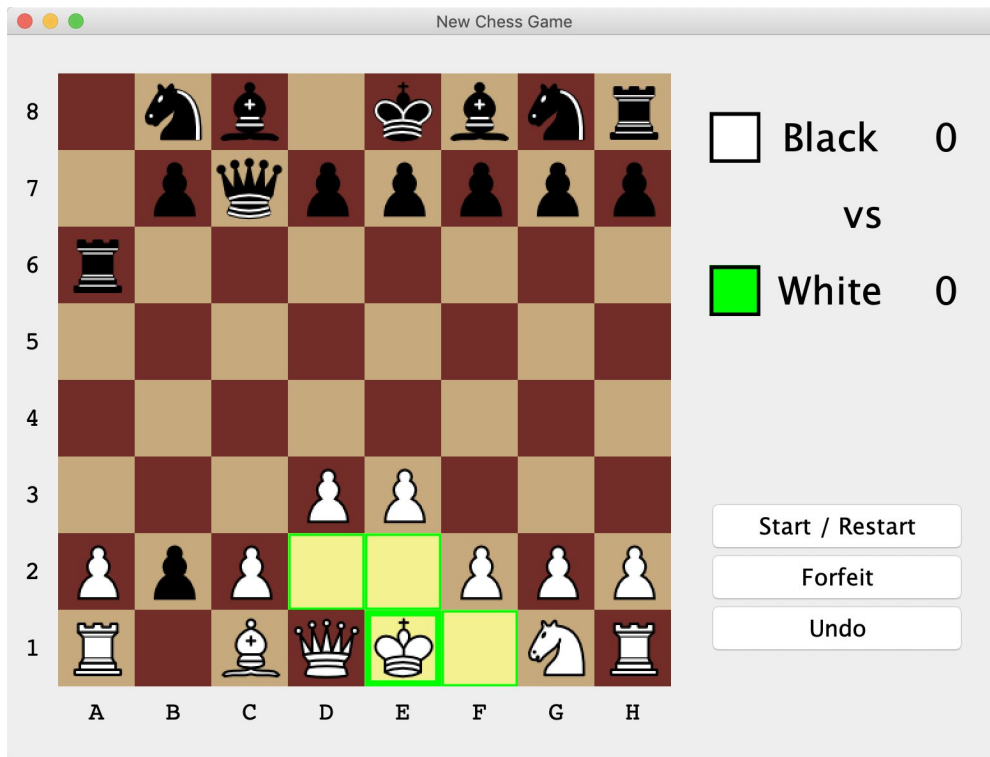 New Chess Game
8
7
6
5
4
3
2
1
A B C D E F G H
Black 0
vs
White 0
Start / Restart
Forfeit
Undo